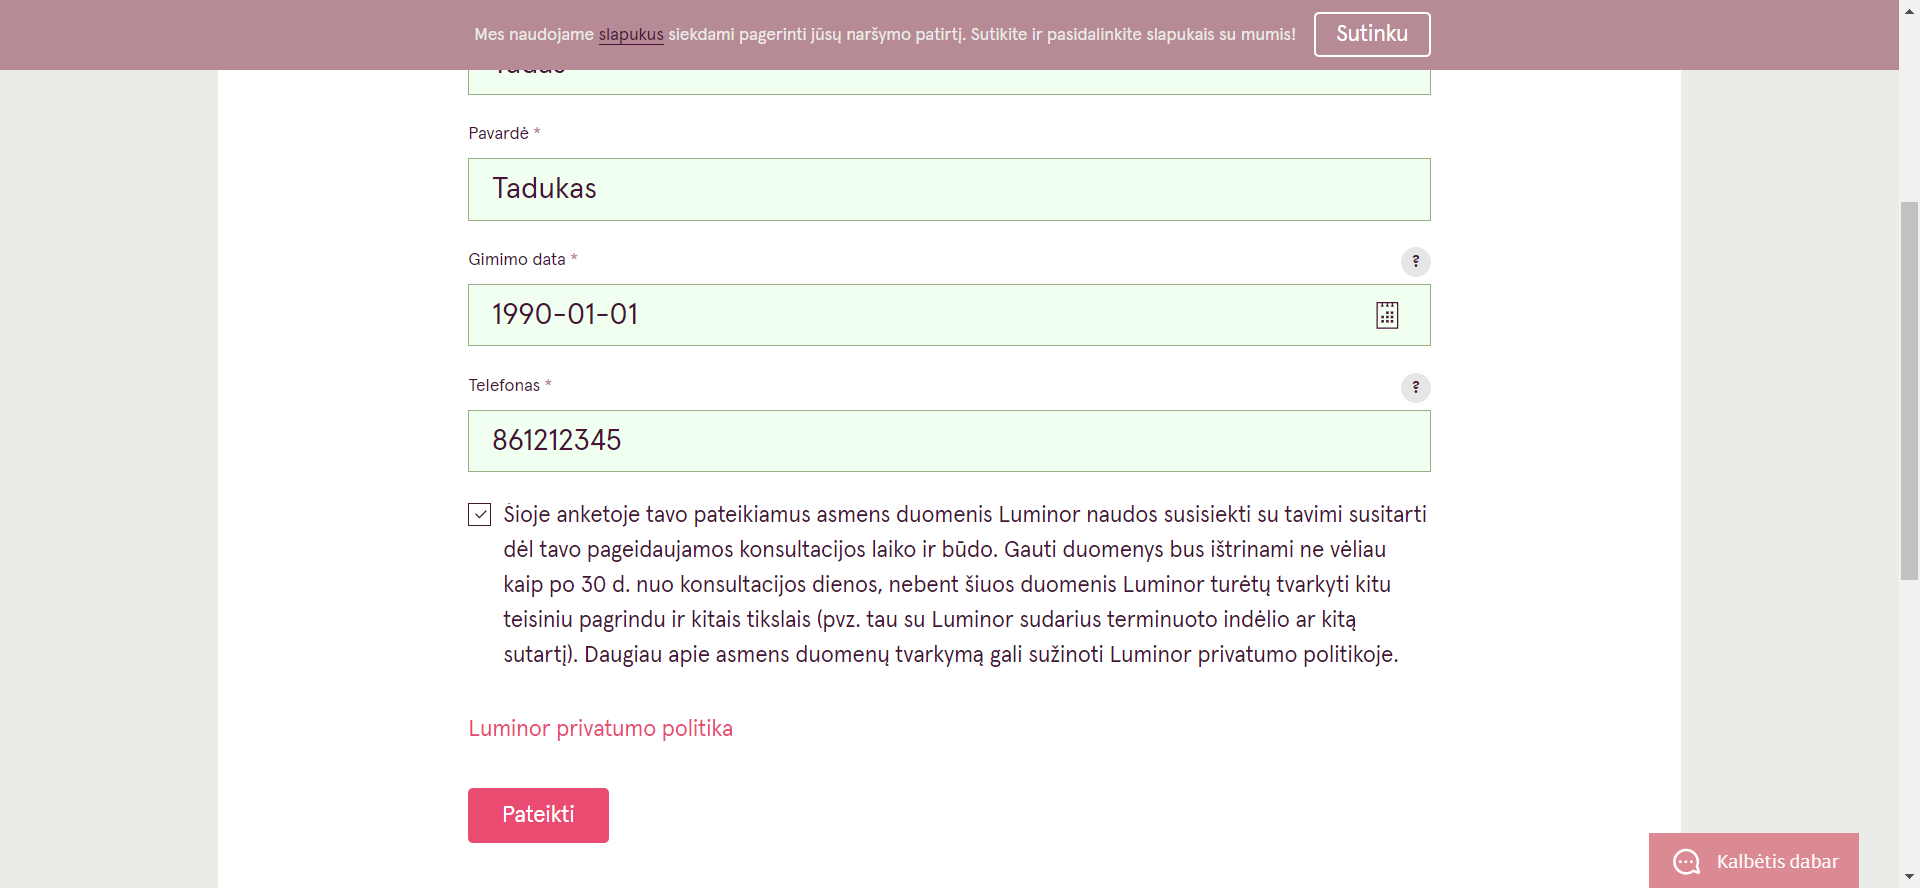 Mes naudojame slapukus siekdami pagerinti jūsų naršymo patirtį. Sutikite ir pasidalinkite slapukais su mumis!
Sutinku
Pavardė *
Tadukas
Gimimo data *
?
1990-01-01
Telefonas *
?
861212345
Šioje anketoje tavo pateikiamus asmens duomenis Luminor naudos susisiekti su tavimi susitarti
dėl tavo pageidaujamos konsultacijos laiko ir būdo. Gauti duomenys bus ištrinami ne vėliau
kaip po 30 d. nuo konsultacijos dienos, nebent šiuos duomenis Luminor turėtų tvarkyti kitu
teisiniu pagrindu ir kitais tikslais (pvz. tau su Luminor sudarius terminuoto indėlio ar kitą
sutartį). Daugiau apie asmens duomenų tvarkymą gali sužinoti Luminor privatumo politikoje.
Luminor privatumo politika
Pateikti
Kalbėtis dabar